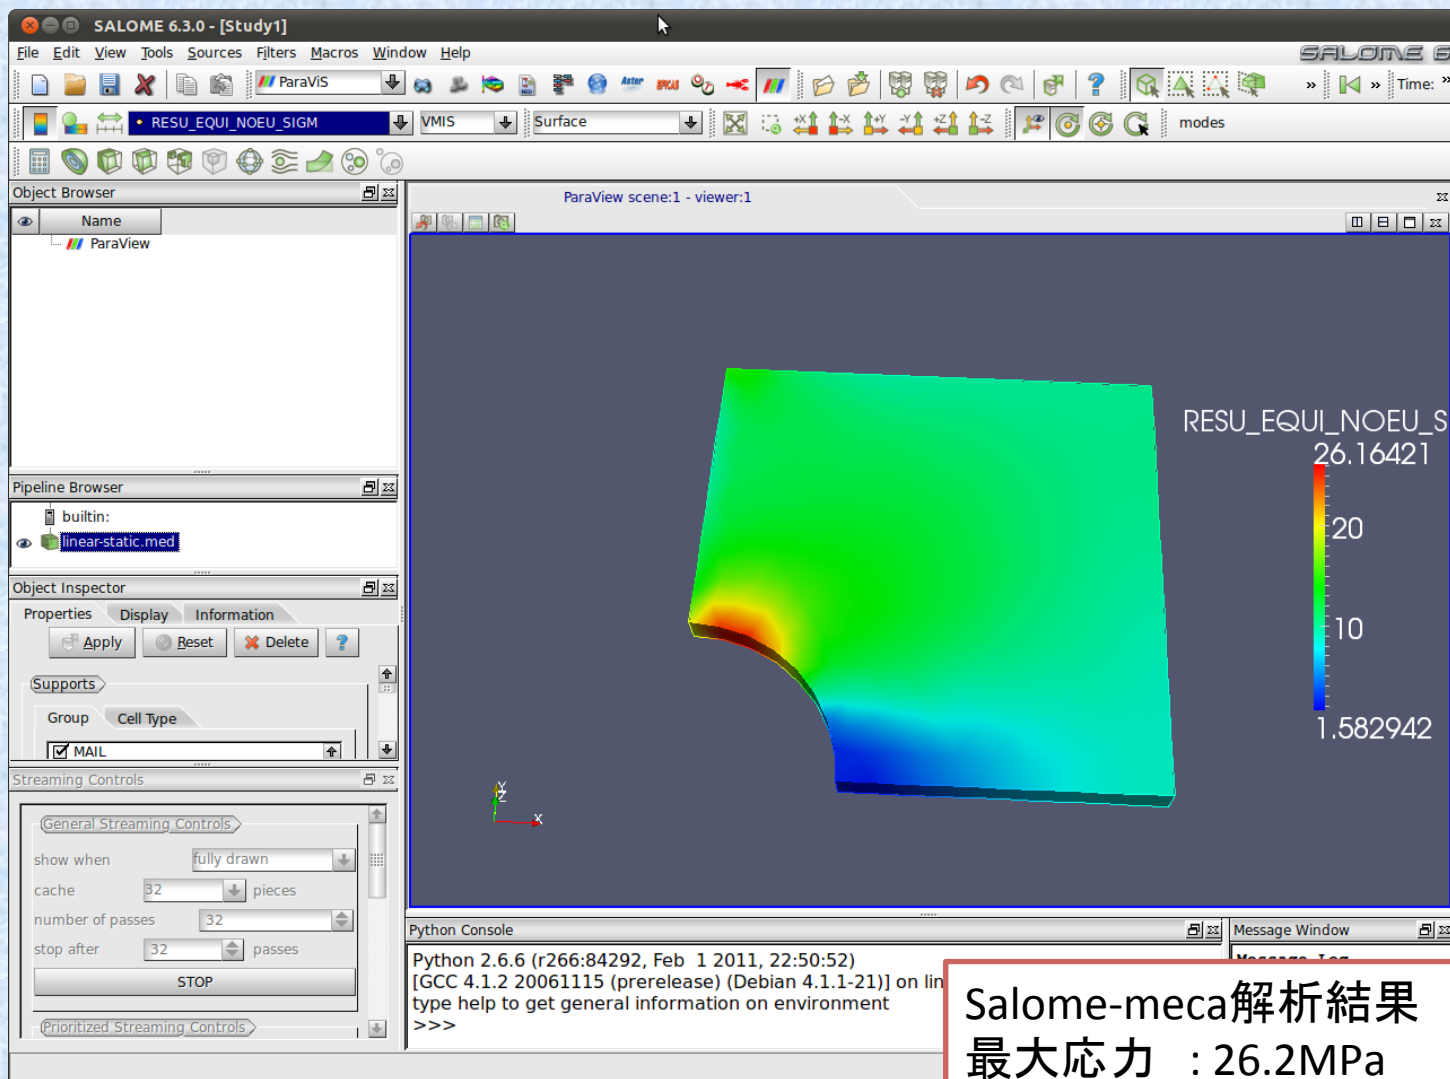 SALOME 6.3.0 - [Study1]
File Edit View Tools Sources Filters Macros Window Help
SALOME 6
ParaViS
Aster
Time: »
RESU_EQUI_NOEU_SIGM
VMIS
Surface
+X -X +Y -Y +Z -Z
modes
Object Browser
Name
ParaView
ParaView scene:1 - viewer:1
RESU_EQUI_NOEU_S
26.16421
20
10
1.582942
Y
Z
X
Pipeline Browser
builtin:
linear-static.med
Object Inspector
Properties Display Information
Apply Reset Delete ?
Supports
Group Cell Type
MAIL
Streaming Controls
General Streaming Controls
show when fully drawn
cache 32 pieces
number of passes 32
stop after 32 passes
STOP
Prioritized Streaming Controls
Python Console
Python 2.6.6 (r266:84292, Feb 1 2011, 22:50:52)
[GCC 4.1.2 20061115 (prerelease) (Debian 4.1.1-21)] on lin
type help to get general information on environment
>>>
Message Window
Salome-meca解析結果
最大応力 : 26.2MPa